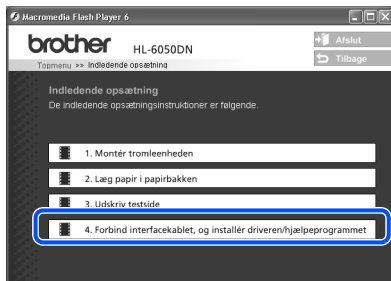 Macromedia Flash Player 6
brother HL-6050DN
Afslut
Topmenu >> Indledende opsætning
Tilbage
Indledende opsætning
De indledende opsætningsinstruktioner er følgende.
1. Montér tromleenheden
2. Læg papir i papirbakken
3. Udskriv testside
4. Forbind interfacekablet, og installér driveren/hjælpeprogrammet